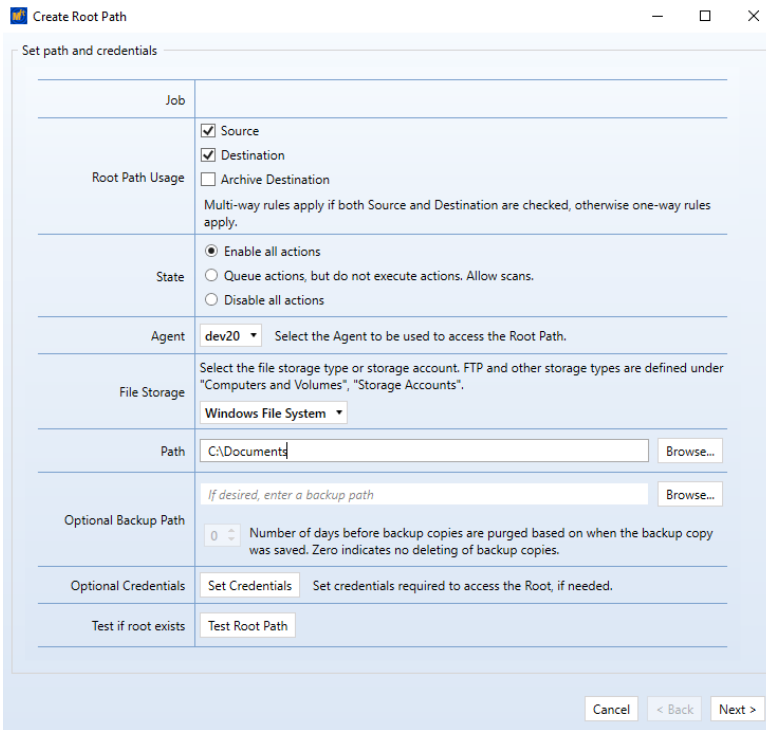 Create Root Path
Set path and credentials
Job
Root Path Usage
Source
Destination
Archive Destination
Multi-way rules apply if both Source and Destination are checked, otherwise one-way rules
apply.
State
Enable all actions
Queue actions, but do not execute actions. Allow scans.
Disable all actions
Agent
dev20
Select the Agent to be used to access the Root Path.
File Storage
Select the file storage type or storage account. FTP and other storage types are defined under
"Computers and Volumes", "Storage Accounts".
Windows File System
Path
C:\Documents
Browse...
Optional Backup Path
If desired, enter a backup path
Browse...
0
Number of days before backup copies are purged based on when the backup copy
was saved. Zero indicates no deleting of backup copies.
Optional Credentials
Set Credentials
Set credentials required to access the Root, if needed.
Test if root exists
Test Root Path
Cancel
< Back
Next >